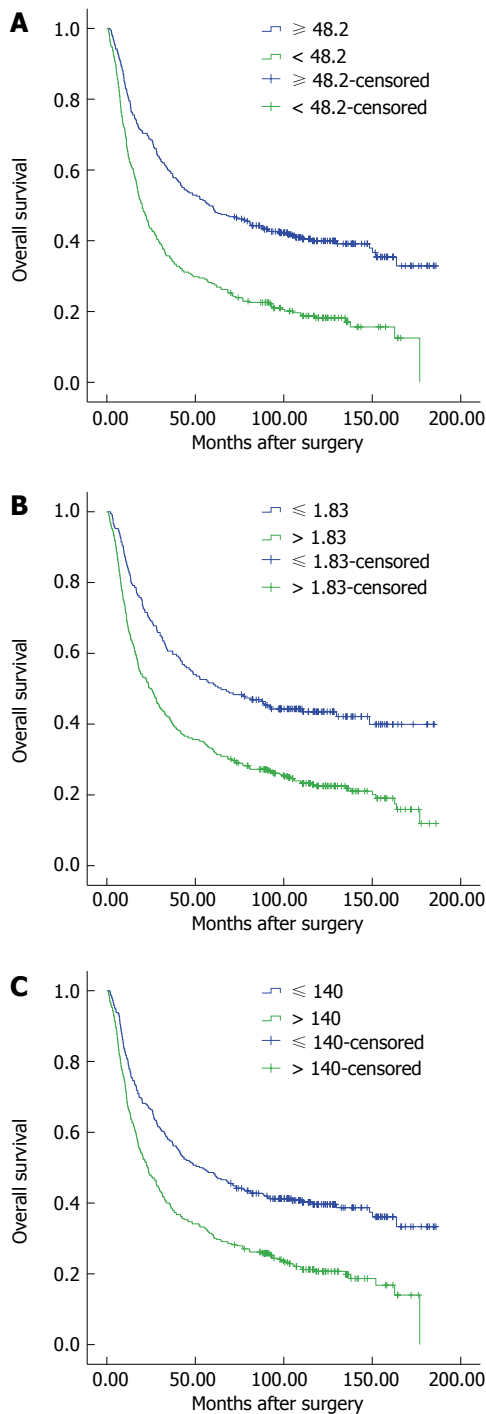 A
1.0
0.8
0.6
0.4
0.2
0.0
Overall survival
≥ 48.2
< 48.2
≥ 48.2-censored
< 48.2-censored
0.00 50.00 100.00 150.00 200.00
Months after surgery
B
1.0
0.8
0.6
0.4
0.2
0.0
Overall survival
≤ 1.83
> 1.83
≤ 1.83-censored
> 1.83-censored
0.00 50.00 100.00 150.00 200.00
Months after surgery
C
1.0
0.8
0.6
0.4
0.2
0.0
Overall survival
≤ 140
> 140
≤ 140-censored
> 140-censored
0.00 50.00 100.00 150.00 200.00
Months after surgery